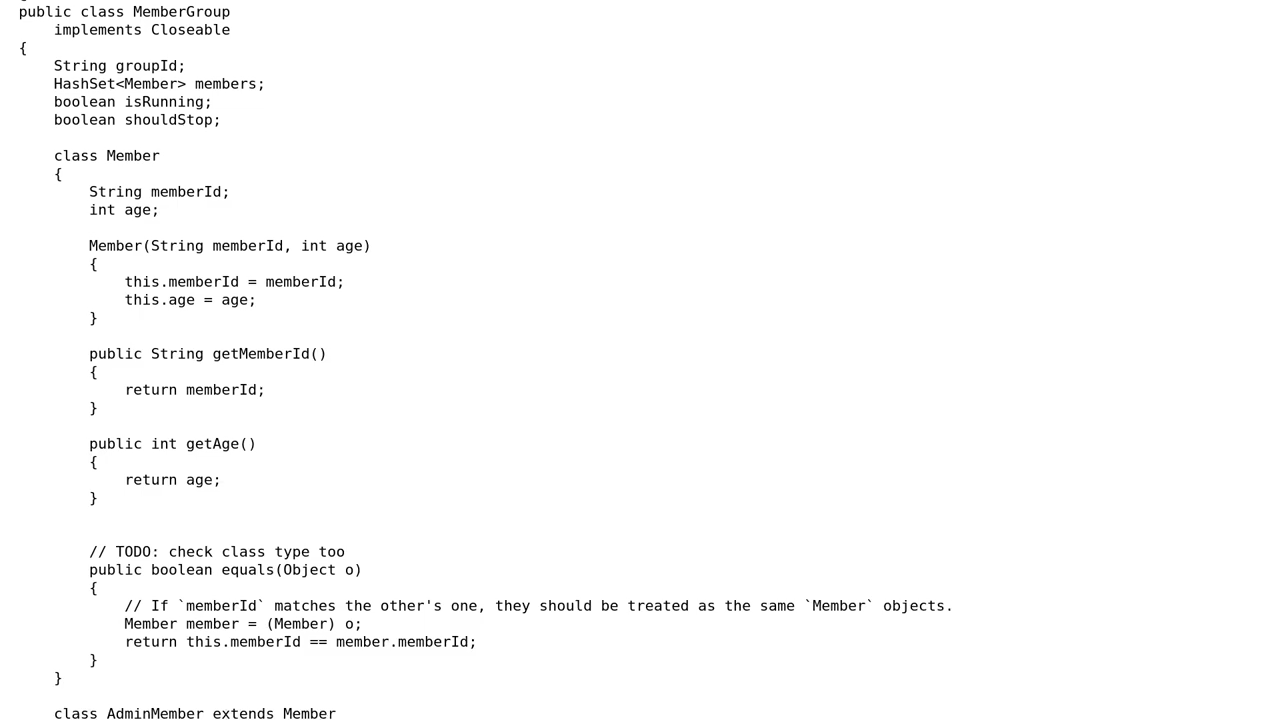 public class MemberGroup
    implements Closeable
{
    String groupId;
    HashSet<Member> members;
    boolean isRunning;
    boolean shouldStop;

    class Member
    {
        String memberId;
        int age;

        Member(String memberId, int age)
        {
            this.memberId = memberId;
            this.age = age;
        }

        public String getMemberId()
        {
            return memberId;
        }

        public int getAge()
        {
            return age;
        }


        // TODO: check class type too
        public boolean equals(Object o)
        {
            // If `memberId` matches the other's one, they should be treated as the same `Member` objects.
            Member member = (Member) o;
            return this.memberId == member.memberId;
        }
    }

    class AdminMember extends Member